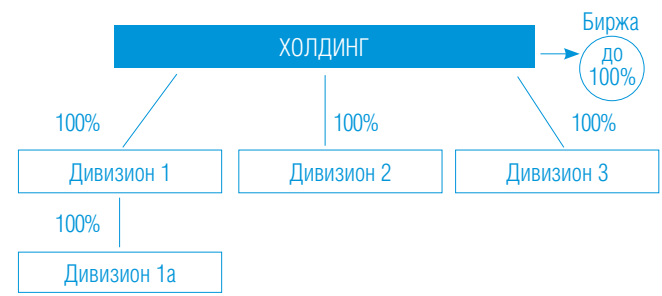 Биржа
ХОЛДИНГ
до
100%
100%
100%
100%
Дивизион 1
Дивизион 2
Дивизион 3
100%
Дивизион 1а